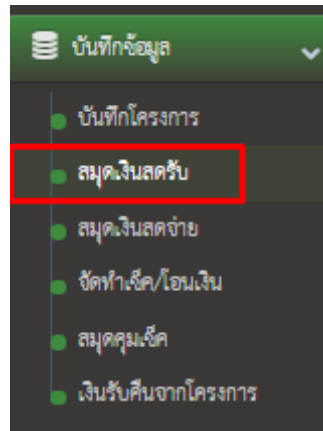 บันทึกข้อมูล
บันทึกโครงการ
สมุดเงินสดรับ
สมุดเงินสดจ่าย
จัดทำเช็ค/โอนเงิน
สมุดคุมเช็ค
เงินรับคืนจากโครงการ